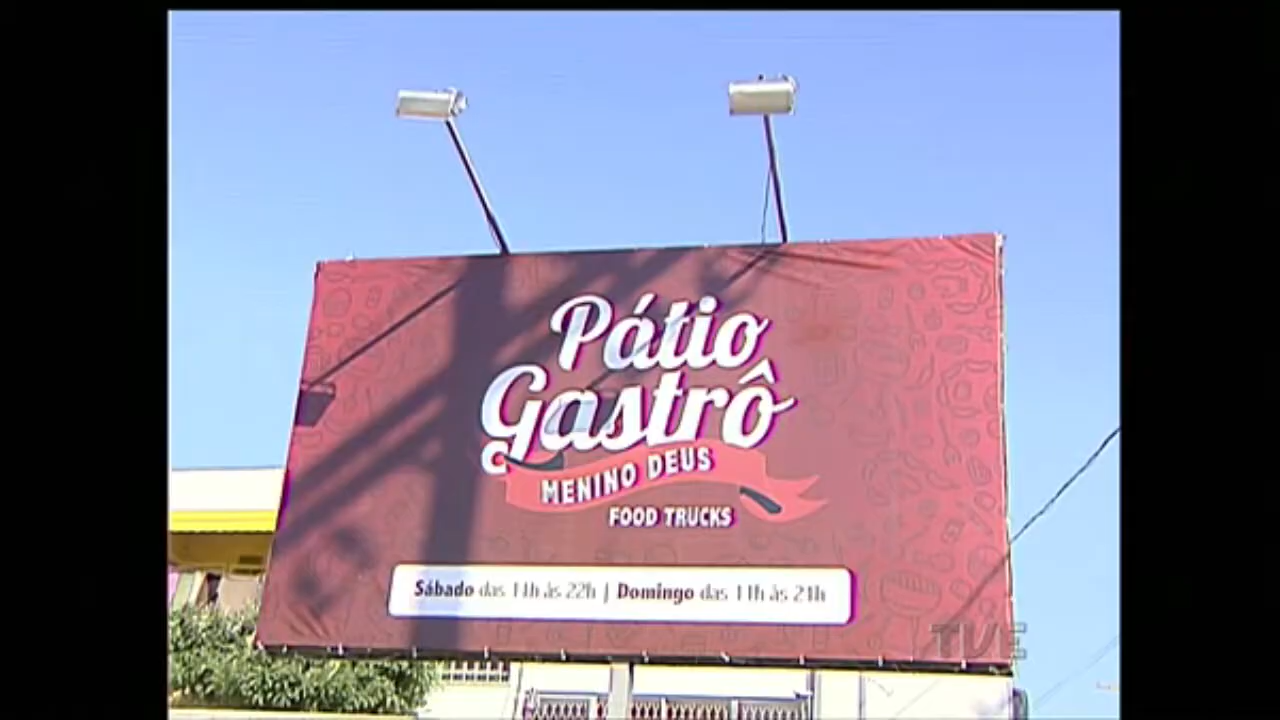 Pátio
Gastrô
MENINO DEUS
FOOD TRUCKS
Sábado das 11h às 22h | Domingo das 11h às 21h
TVE